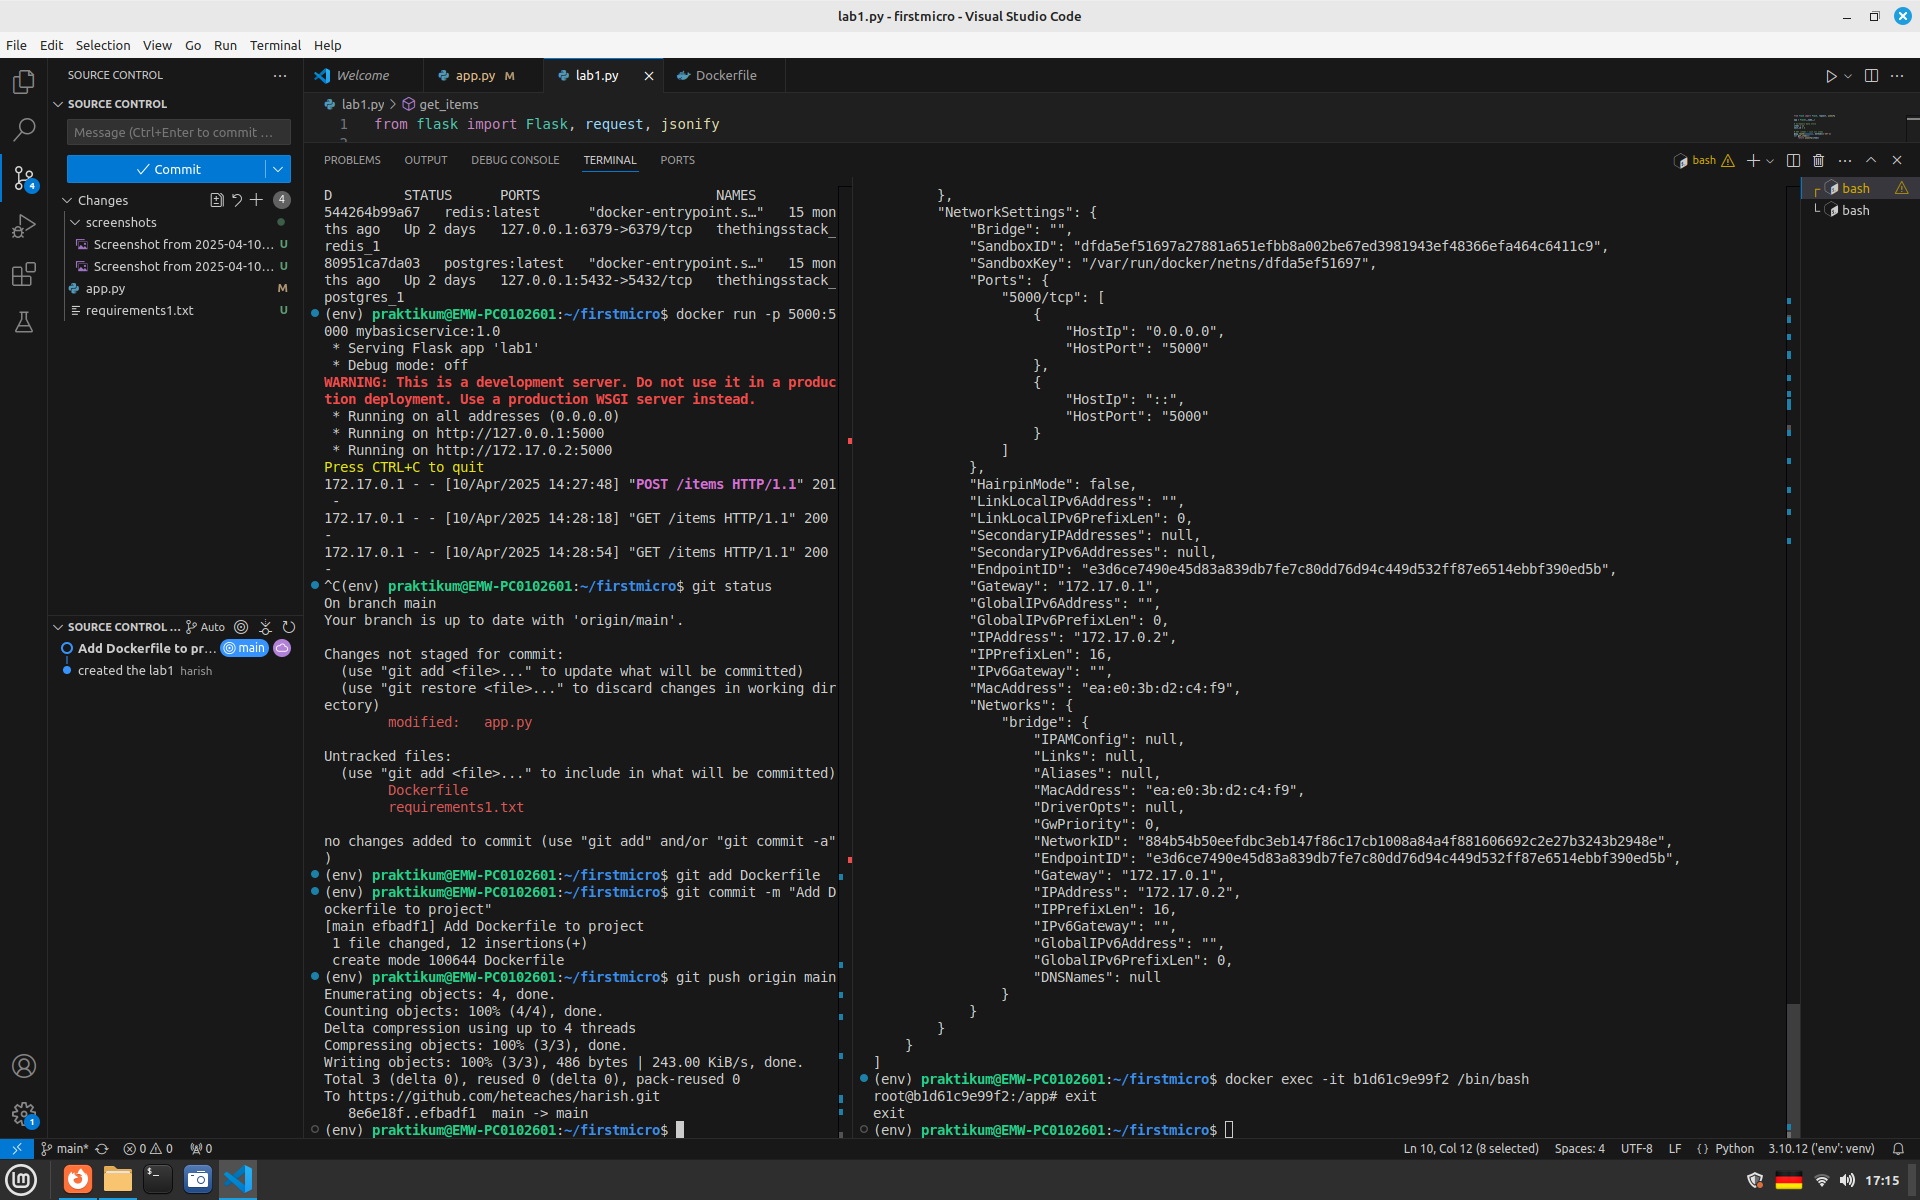 lab1.py - firstmicro - Visual Studio Code
File Edit Selection View Go Run Terminal Help
SOURCE CONTROL
SOURCE CONTROL
Message (Ctrl+Enter to commit ...
Commit
Changes 4
screenshots
Screenshot from 2025-04-10... U
Screenshot from 2025-04-10... U
app.py M
requirements1.txt U
SOURCE CONTROL ... Auto
Add Dockerfile to pr... main
created the lab1 harish
4
1
Welcome
app.py M
lab1.py
Dockerfile
lab1.py > get_items
1 from flask import Flask, request, jsonify
2
PROBLEMS OUTPUT DEBUG CONSOLE TERMINAL PORTS
bash
D         STATUS      PORTS                      NAMES
544264b99a67   redis:latest      "docker-entrypoint.s…"   15 mon
ths ago   Up 2 days   127.0.0.1:6379->6379/tcp   thethingsstack_
redis_1
80951ca7da03   postgres:latest   "docker-entrypoint.s…"   15 mon
ths ago   Up 2 days   127.0.0.1:5432->5432/tcp   thethingsstack_
postgres_1
(env) praktikum@EMW-PC0102601:~/firstmicro$ docker run -p 5000:5
000 mybasicservice:1.0
 * Serving Flask app 'lab1'
 * Debug mode: off
WARNING: This is a development server. Do not use it in a produc
tion deployment. Use a production WSGI server instead.
 * Running on all addresses (0.0.0.0)
 * Running on http://127.0.0.1:5000
 * Running on http://172.17.0.2:5000
Press CTRL+C to quit
172.17.0.1 - - [10/Apr/2025 14:27:48] "POST /items HTTP/1.1" 201
 -
172.17.0.1 - - [10/Apr/2025 14:28:18] "GET /items HTTP/1.1" 200
-
172.17.0.1 - - [10/Apr/2025 14:28:54] "GET /items HTTP/1.1" 200
-
^C(env) praktikum@EMW-PC0102601:~/firstmicro$ git status
On branch main
Your branch is up to date with 'origin/main'.
Changes not staged for commit:
  (use "git add <file>..." to update what will be committed)
  (use "git restore <file>..." to discard changes in working dir
ectory)
        modified:   app.py
Untracked files:
  (use "git add <file>..." to include in what will be committed)
        Dockerfile
        requirements1.txt
no changes added to commit (use "git add" and/or "git commit -a"
)
(env) praktikum@EMW-PC0102601:~/firstmicro$ git add Dockerfile
(env) praktikum@EMW-PC0102601:~/firstmicro$ git commit -m "Add D
ockerfile to project"
[main efbadf1] Add Dockerfile to project
 1 file changed, 12 insertions(+)
 create mode 100644 Dockerfile
(env) praktikum@EMW-PC0102601:~/firstmicro$ git push origin main
Enumerating objects: 4, done.
Counting objects: 100% (4/4), done.
Delta compression using up to 4 threads
Compressing objects: 100% (3/3), done.
Writing objects: 100% (3/3), 486 bytes | 243.00 KiB/s, done.
Total 3 (delta 0), reused 0 (delta 0), pack-reused 0
To https://github.com/heteaches/harish.git
   8e6e18f..efbadf1  main -> main
(env) praktikum@EMW-PC0102601:~/firstmicro$
        },
        "NetworkSettings": {
            "Bridge": "",
            "SandboxID": "dfda5ef51697a27881a651efbb8a002be67ed3981943ef48366efa464c6411c9",
            "SandboxKey": "/var/run/docker/netns/dfda5ef51697",
            "Ports": {
                "5000/tcp": [
                    {
                        "HostIp": "0.0.0.0",
                        "HostPort": "5000"
                    },
                    {
                        "HostIp": "::",
                        "HostPort": "5000"
                    }
                ]
            },
            "HairpinMode": false,
            "LinkLocalIPv6Address": "",
            "LinkLocalIPv6PrefixLen": 0,
            "SecondaryIPAddresses": null,
            "SecondaryIPv6Addresses": null,
            "EndpointID": "e3d6ce7490e45d83a839db7fe7c80dd76d94c449d532ff87e6514ebbf390ed5b",
            "Gateway": "172.17.0.1",
            "GlobalIPv6Address": "",
            "GlobalIPv6PrefixLen": 0,
            "IPAddress": "172.17.0.2",
            "IPPrefixLen": 16,
            "IPv6Gateway": "",
            "MacAddress": "ea:e0:3b:d2:c4:f9",
            "Networks": {
                "bridge": {
                    "IPAMConfig": null,
                    "Links": null,
                    "Aliases": null,
                    "MacAddress": "ea:e0:3b:d2:c4:f9",
                    "DriverOpts": null,
                    "GwPriority": 0,
                    "NetworkID": "884b54b50eefdbc3eb147f86c17cb1008a84a4f881606692c2e27b3243b2948e",
                    "EndpointID": "e3d6ce7490e45d83a839db7fe7c80dd76d94c449d532ff87e6514ebbf390ed5b",
                    "Gateway": "172.17.0.1",
                    "IPAddress": "172.17.0.2",
                    "IPPrefixLen": 16,
                    "IPv6Gateway": "",
                    "GlobalIPv6Address": "",
                    "GlobalIPv6PrefixLen": 0,
                    "DNSNames": null
                }
            }
        }
    }
]
(env) praktikum@EMW-PC0102601:~/firstmicro$ docker exec -it b1d61c9e99f2 /bin/bash
root@b1d61c9e99f2:/app# exit
exit
(env) praktikum@EMW-PC0102601:~/firstmicro$
bash
bash
main* 0 0 0
Ln 10, Col 12 (8 selected) Spaces: 4 UTF-8 LF {} Python 3.10.12 ('env': venv)
17:15